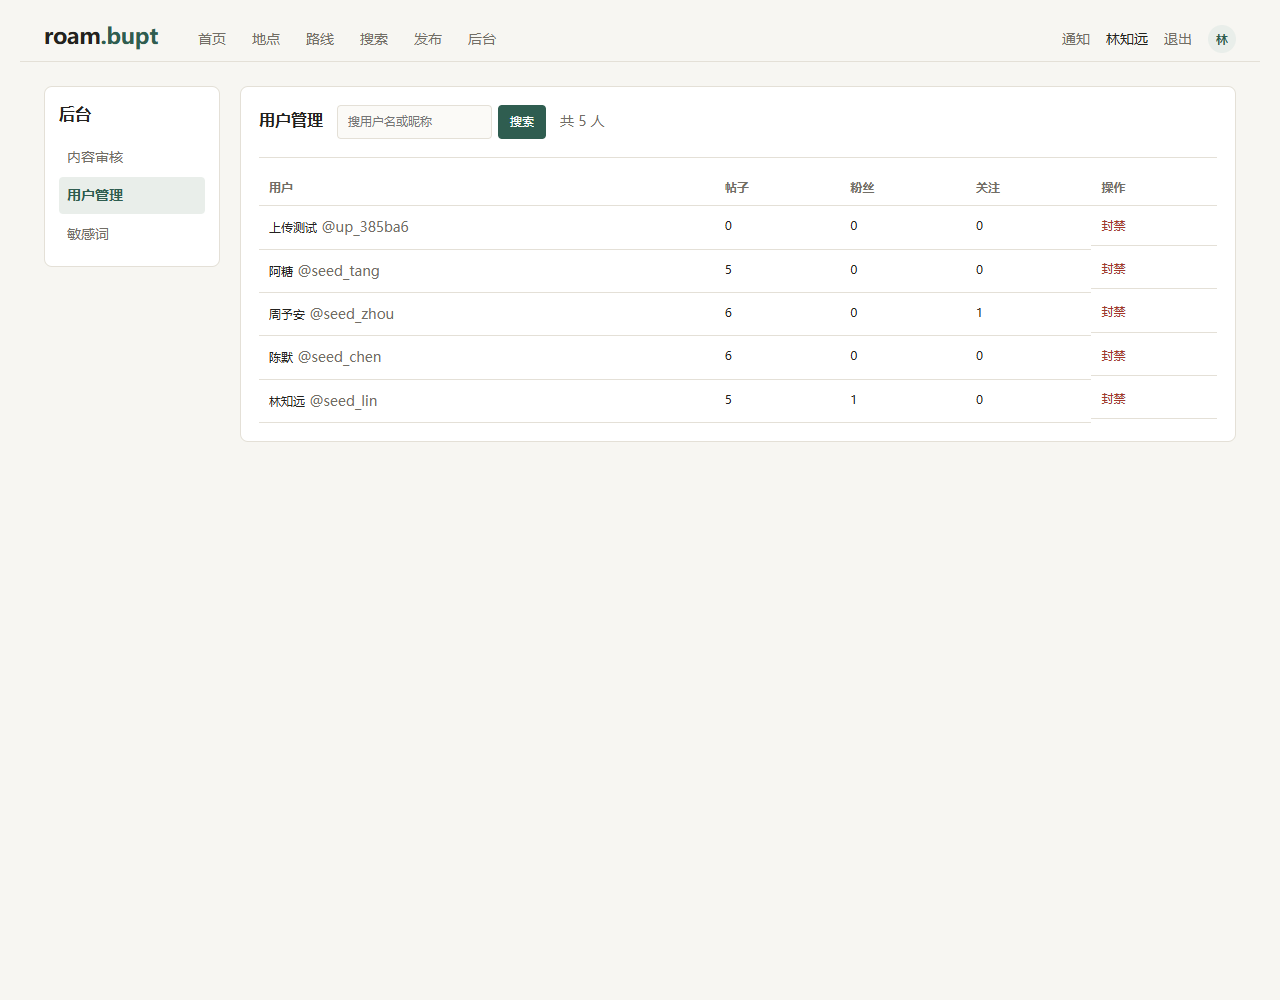 roam.bupt 首页 地点 路线 搜索 发布 后台 通知 林知远 退出 林
后台
内容审核
用户管理
敏感词
用户管理 搜用户名或昵称 搜索 共 5 人
用户 帖子 粉丝 关注 操作
上传测试 @up_385ba6 0 0 0 封禁
阿糖 @seed_tang 5 0 0 封禁
周予安 @seed_zhou 6 0 1 封禁
陈默 @seed_chen 6 0 0 封禁
林知远 @seed_lin 5 1 0 封禁